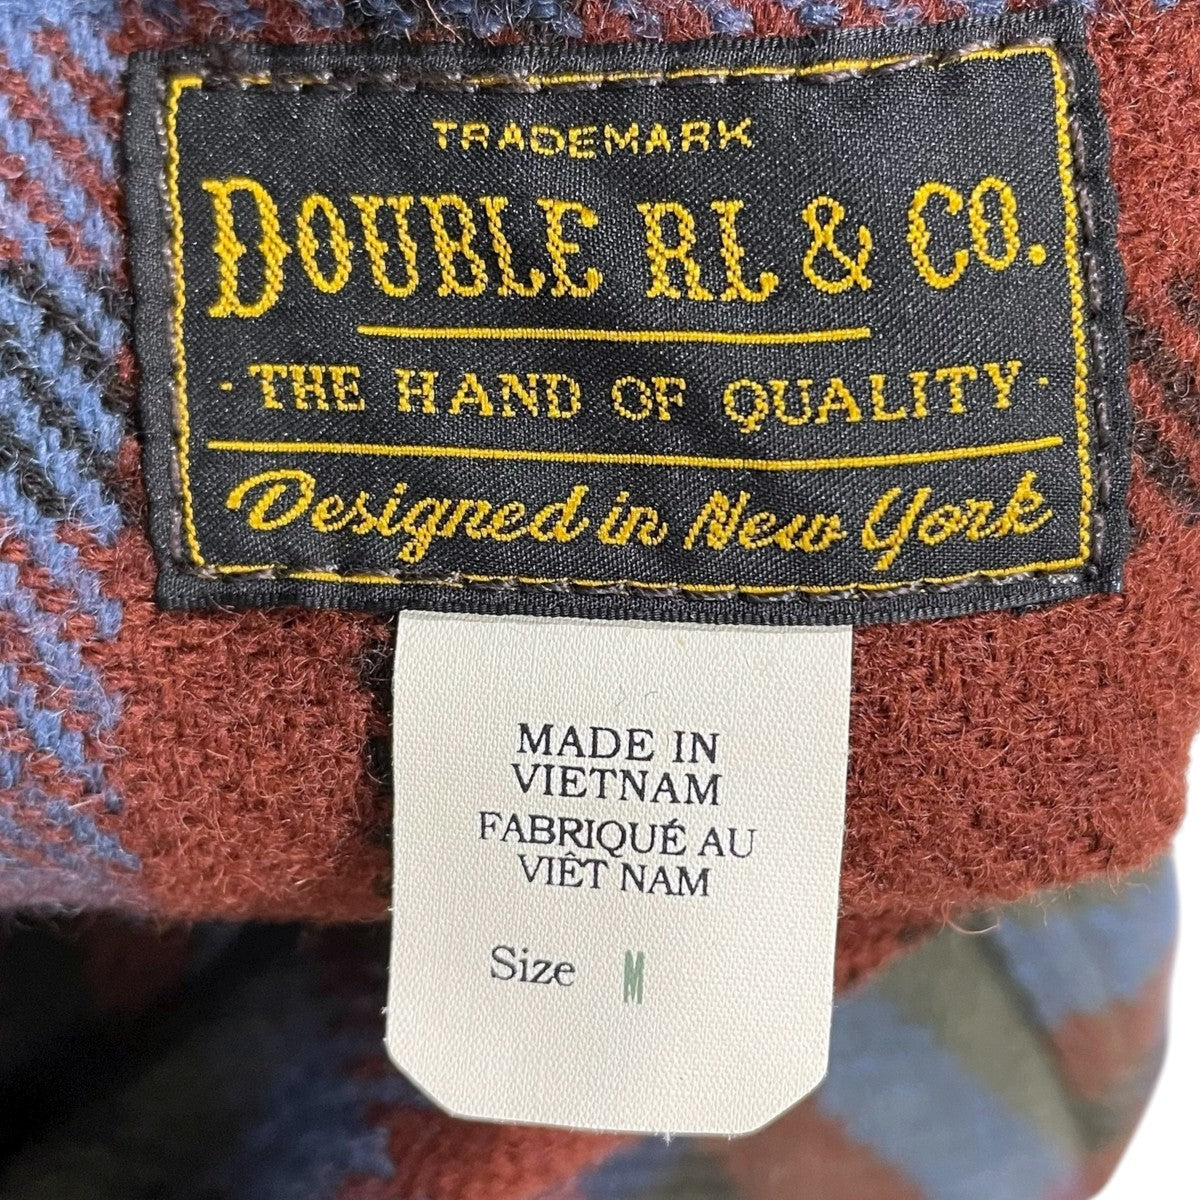 TRADEMARK
DOUBLE RL & CO.
· THE HAND OF QUALITY ·
Designed in New York
MADE IN
VIETNAM
FABRIQUÉ AU
VIÊT NAM
Size M